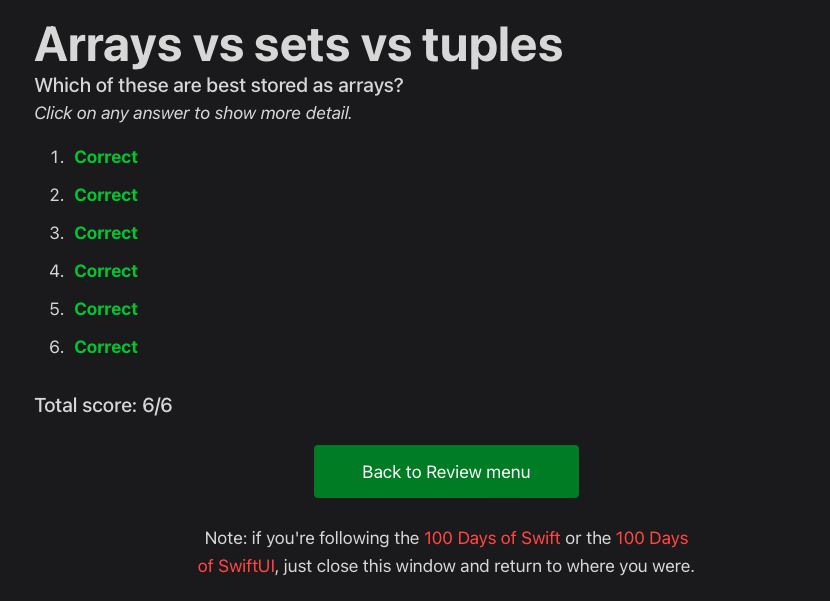 Arrays vs sets vs tuples
Which of these are best stored as arrays?
Click on any answer to show more detail.
1. Correct
2. Correct
3. Correct
4. Correct
5. Correct
6. Correct
Total score: 6/6
Back to Review menu
Note: if you're following the 100 Days of Swift or the 100 Days
of SwiftUI, just close this window and return to where you were.